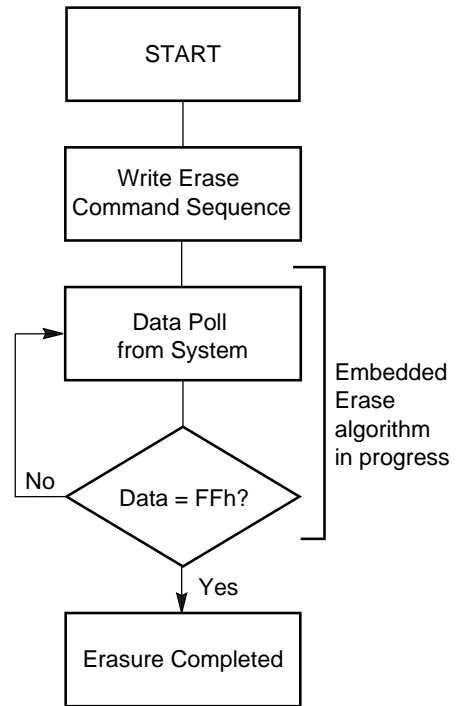 START
Write Erase
Command Sequence
Data Poll
from System
Embedded
Erase
algorithm
in progress
No
Data = FFh?
Yes
Erasure Completed